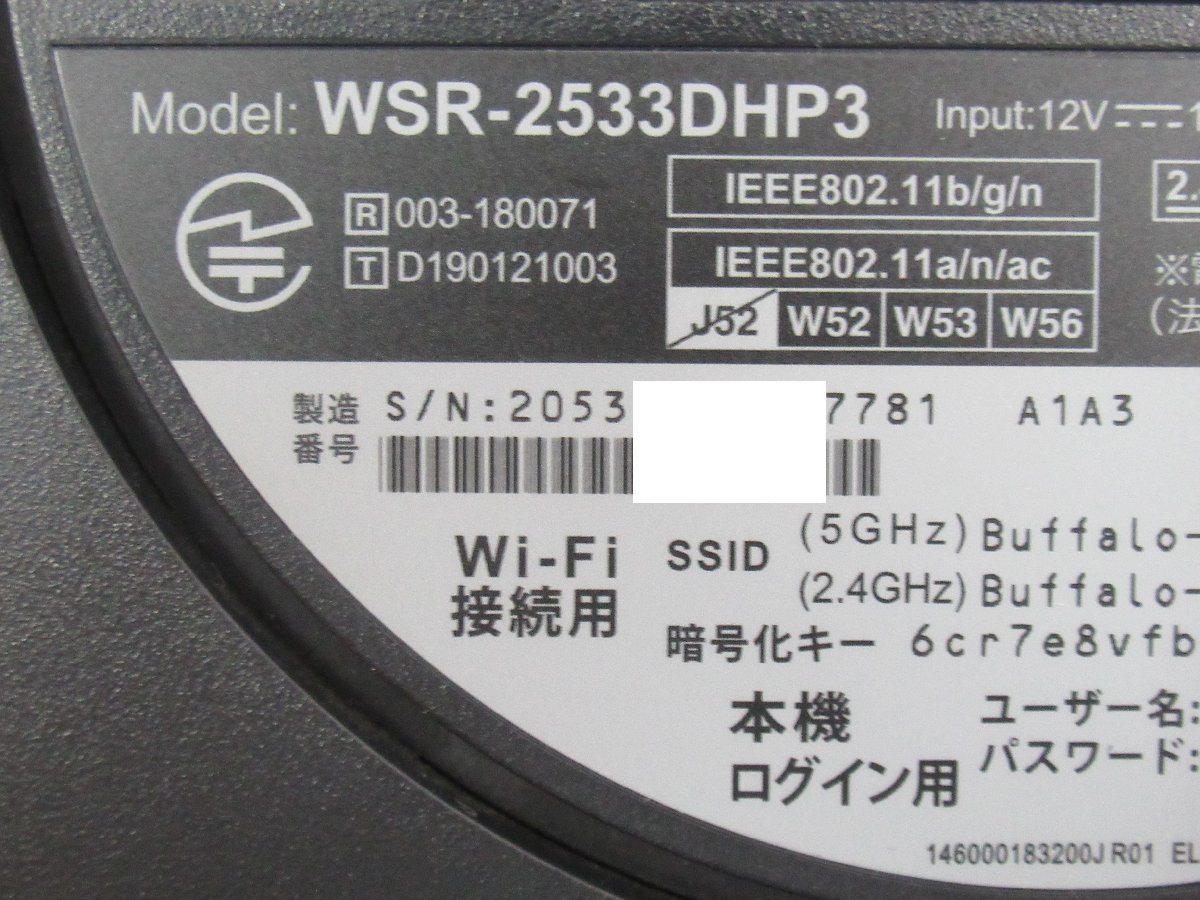 Model: WSR-2533DHP3 Input:12V
R 003-180071
T D190121003
IEEE802.11b/g/n
IEEE802.11a/n/ac
J52 W52 W53 W56
2.
※
(法
製造番号 S/N:2053 7781 A1A3
Wi-Fi接続用
SSID (5GHz) Buffalo-
(2.4GHz) Buffalo-
暗号化キー 6cr7e8vfb
本機
ログイン用
ユーザー名:
パスワード:
146000183200J R01 EL